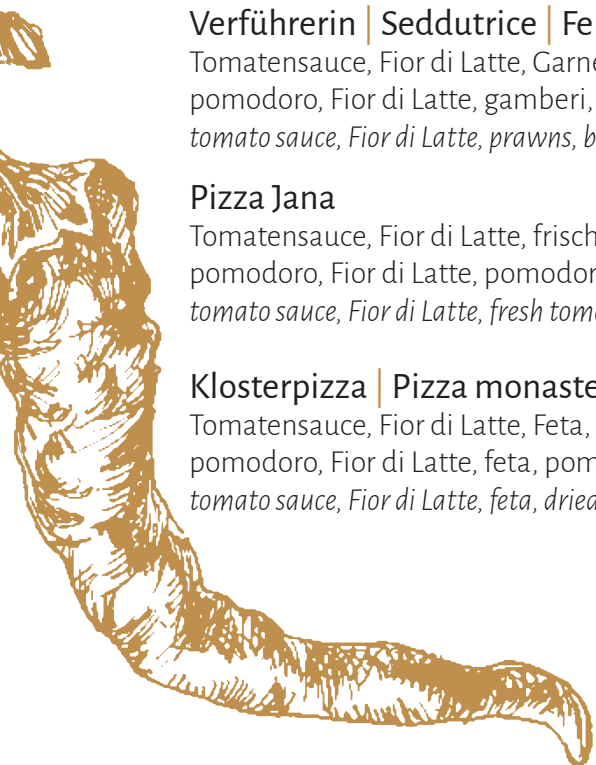 Verführerin | Seddutrice | Fe
Tomatensauce, Fior di Latte, Garne
pomodoro, Fior di Latte, gamberi,
tomato sauce, Fior di Latte, prawns, b
Pizza Jana
Tomatensauce, Fior di Latte, frisch
pomodoro, Fior di Latte, pomodor
tomato sauce, Fior di Latte, fresh tom
Klosterpizza | Pizza monaste
Tomatensauce, Fior di Latte, Feta,
pomodoro, Fior di Latte, feta, pom
tomato sauce, Fior di Latte, feta, dried